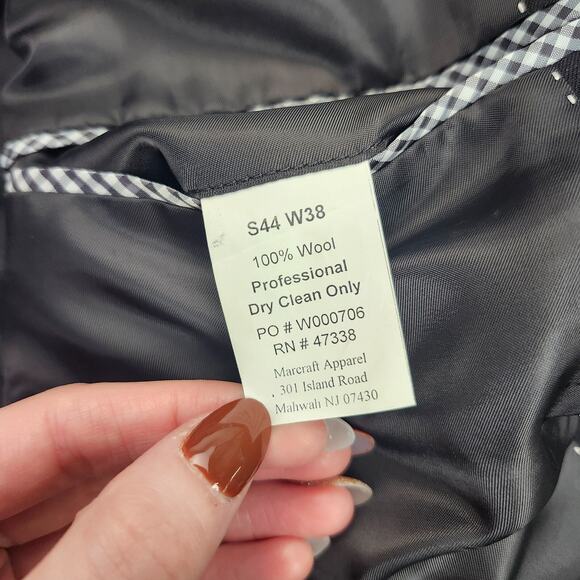 S44 W38
100% Wool
Professional
Dry Clean Only
PO # W000706
RN # 47338
Marcraft Apparel
301 Island Road
Mahwah NJ 07430